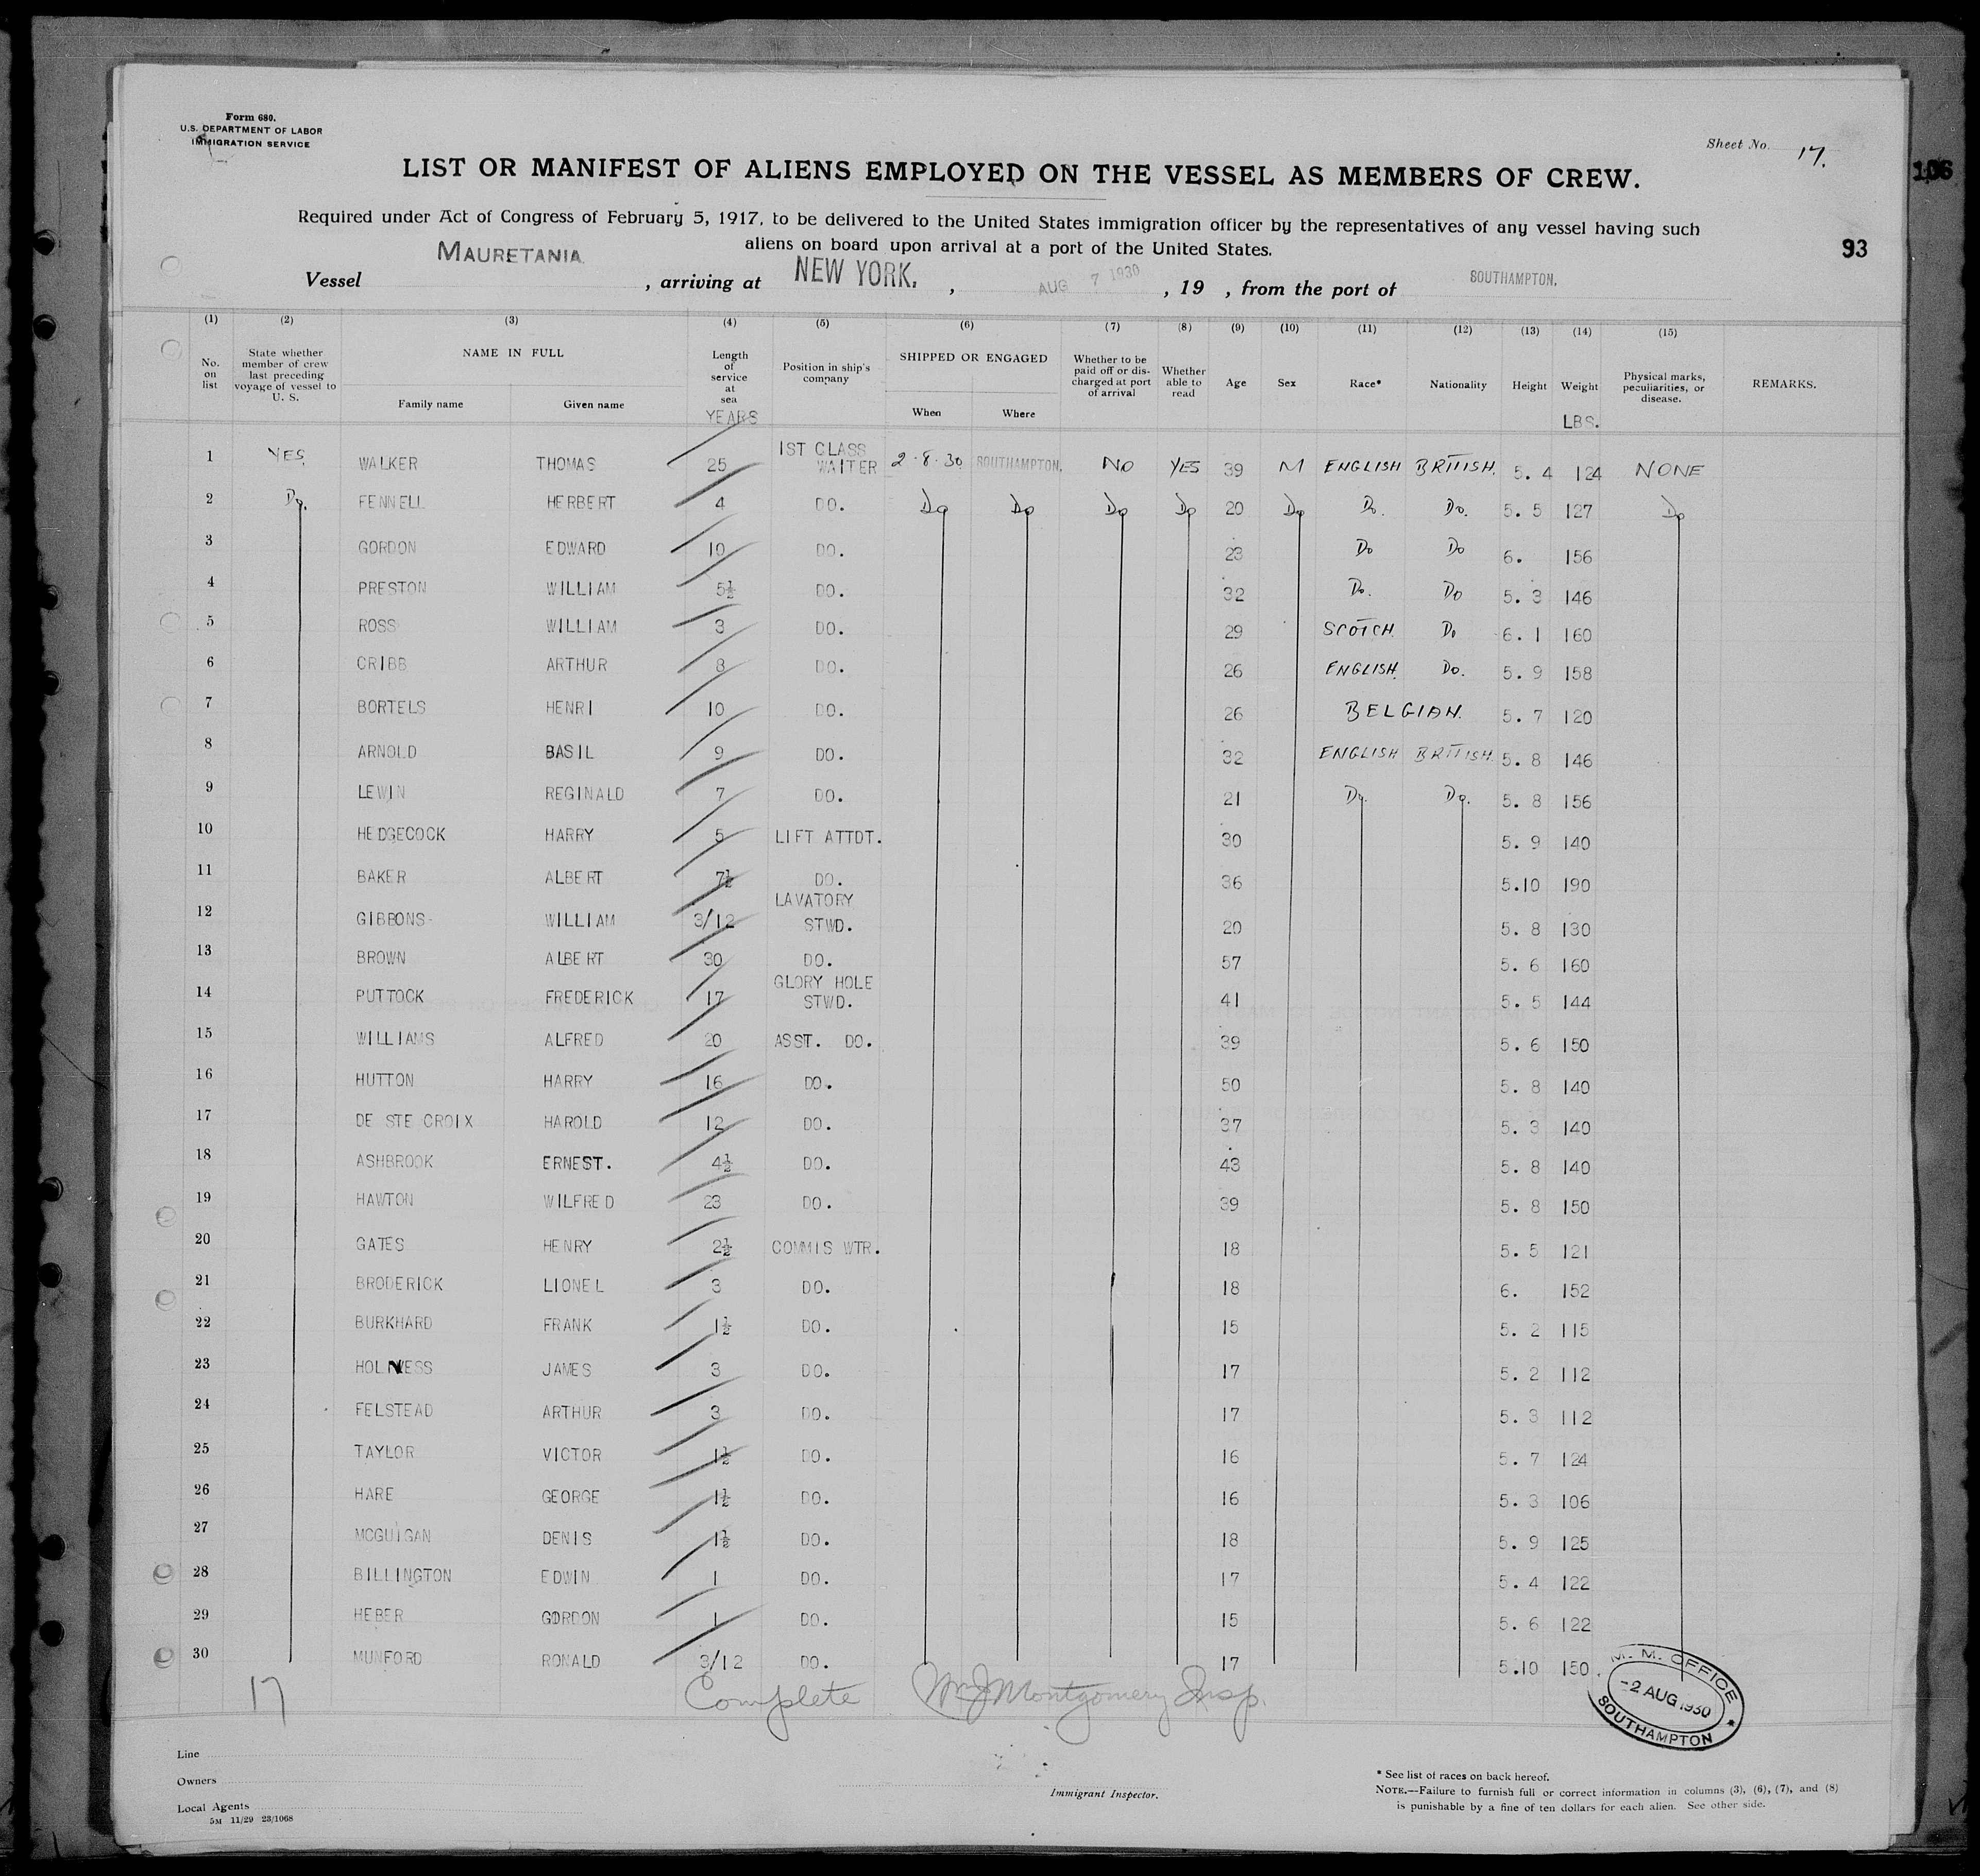 Form 680.
U.S. DEPARTMENT OF LABOR
IMMIGRATION SERVICE
Sheet No. 17.
106
LIST OR MANIFEST OF ALIENS EMPLOYED ON THE VESSEL AS MEMBERS OF CREW.
Required under Act of Congress of February 5, 1917, to be delivered to the United States immigration officer by the representatives of any vessel having such
aliens on board upon arrival at a port of the United States.
93
Vessel MAURETANIA, arriving at NEW YORK. , AUG 7 1930 , 19 , from the port of SOUTHAMPTON.
(1) (2) (3) (4) (5) (6) (7) (8) (9) (10) (11) (12) (13) (14) (15)
No. on list
State whether member of crew last preceding voyage of vessel to U. S.
NAME IN FULL
Family name Given name
Length of service at sea
YEARS
Position in ship's company
SHIPPED OR ENGAGED
When Where
Whether to be paid off or discharged at port of arrival
Whether able to read
Age
Sex
Race*
Nationality
Height
Weight
LBS.
Physical marks, peculiarities, or disease.
REMARKS.
1 YES. WALKER THOMAS 25 1ST CLASS WAITER 2.8.30 SOUTHAMPTON. NO YES 39 M ENGLISH BRITISH. 5. 4 124 NONE
2 Do. FENNELL HERBERT 4 DO. Do Do Do Do 20 Do Do. Do. 5. 5 127 Do
3 GORDON EDWARD 10 DO. 23 Do Do 6. 156
4 PRESTON WILLIAM 5½ DO. 32 Do. Do 5. 3 146
5 ROSS WILLIAM 3 DO. 29 SCOTCH. Do 6. 1 160
6 CRIBB ARTHUR 8 DO. 26 ENGLISH. Do. 5. 9 158
7 BORTELS HENRI 10 DO. 26 BELGIAN. 5. 7 120
8 ARNOLD BASIL 9 DO. 32 ENGLISH BRITISH. 5. 8 146
9 LEWIN REGINALD 7 DO. 21 Do. Do. 5. 8 156
10 HEDGECOCK HARRY 5 LIFT ATTDT. 30 5. 9 140
11 BAKER ALBERT 7½ DO. 36 5.10 190
12 GIBBONS- WILLIAM 3/12 LAVATORY STWD. 20 5. 8 130
13 BROWN ALBERT 30 DO. 57 5. 6 160
14 PUTTOCK FREDERICK 17 GLORY HOLE STWD. 41 5. 5 144
15 WILLIAMS ALFRED 20 ASST. DO. 39 5. 6 150
16 HUTTON HARRY 16 DO. 50 5. 8 140
17 DE STE CROIX HAROLD 12 DO. 37 5. 3 140
18 ASHBROOK ERNEST. 4½ DO. 43 5. 8 140
19 HAWTON WILFRED 23 DO. 39 5. 8 150
20 GATES HENRY 2½ COMMIS WTR. 18 5. 5 121
21 BRODERICK LIONEL 3 DO. 18 6. 152
22 BURKHARD FRANK 1½ DO. 15 5. 2 115
23 HOLNESS JAMES 3 DO. 17 5. 2 112
24 FELSTEAD ARTHUR 3 DO. 17 5. 3 112
25 TAYLOR VICTOR 1½ DO. 16 5. 7 124
26 HARE GEORGE 1½ DO. 16 5. 3 106
27 MCGUIGAN DENIS 1½ DO. 18 5. 9 125
28 BILLINGTON EDWIN 1 DO. 17 5. 4 122
29 HEBER GORDON 1 DO. 15 5. 6 122
30 MUNFORD RONALD 3/12 DO. 17 5.10 150.
17 Complete Wm J Montgomery Insp.
M. M. OFFICE
-2 AUG 1930
SOUTHAMPTON *
Line
Owners
Local Agents
5M 11/29 23/1068
Immigrant Inspector.
* See list of races on back hereof.
NOTE.—Failure to furnish full or correct information in columns (3), (6), (7), and (8)
is punishable by a fine of ten dollars for each alien. See other side.